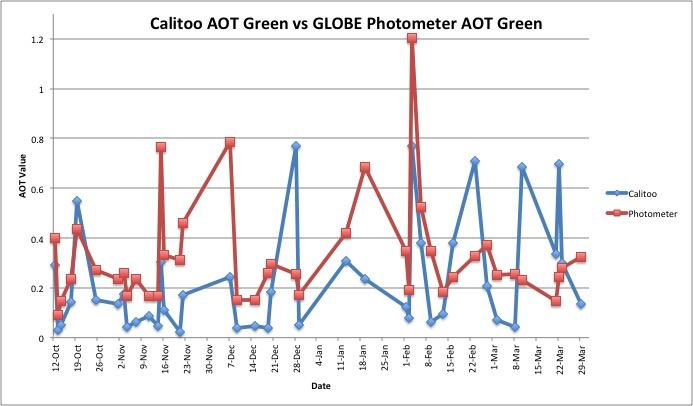 Calitoo AOT Green vs GLOBE Photometer AOT Green
1.2
1
0.8
0.6
0.4
0.2
0
AOT Value
12-Oct
19-Oct
26-Oct
2-Nov
9-Nov
16-Nov
23-Nov
30-Nov
7-Dec
14-Dec
21-Dec
28-Dec
4-Jan
11-Jan
18-Jan
25-Jan
1-Feb
8-Feb
15-Feb
22-Feb
1-Mar
8-Mar
15-Mar
22-Mar
29-Mar
Date
Calitoo
Photometer